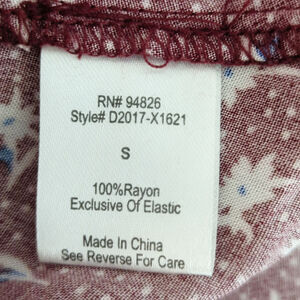 RN# 94826
Style# D2017-X1621
S
100%Rayon
Exclusive Of Elastic
Made In China
See Reverse For Care